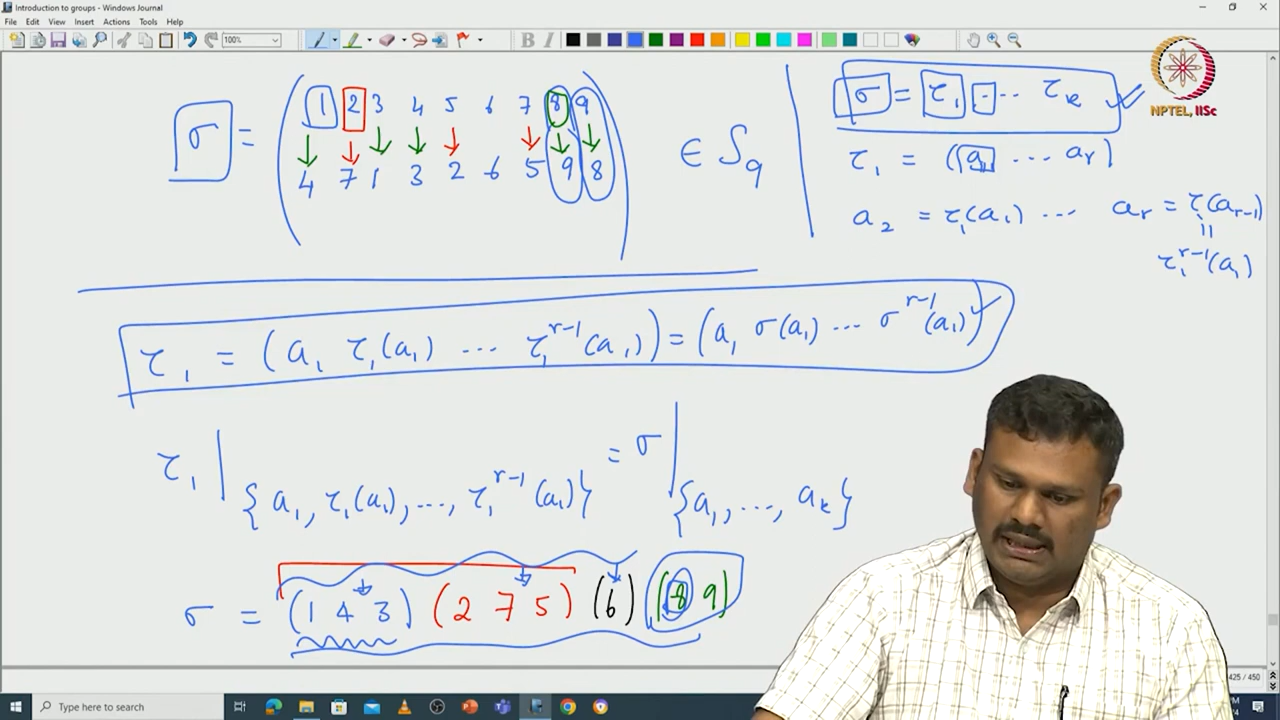 Introduction to groups - Windows Journal
File Edit View Insert Actions Tools Help
100%
B I
NPTEL, IISc
σ = ( 1 2 3 4 5 6 7 8 9
4 7 1 3 2 6 5 9 8 ) ∈ S₉
σ = τ₁ ... τₖ ✓
τ₁ = (a₁ ... aᵣ)
a₂ = τ₁(a₁) ... aᵣ = τ(aᵣ₋₁)
=
τ₁ʳ⁻¹(a₁)
τ₁ = (a₁ τ₁(a₁) ... τ₁ʳ⁻¹(a₁)) = (a₁ σ(a₁) ... σʳ⁻¹(a₁)) ✓
τ₁ | {a₁, τ₁(a₁), ..., τ₁ʳ⁻¹(a₁)} = σ | {a₁, ..., aₖ}
σ = (1 4 3) (2 7 5) (6) (8 9)
425 / 450
Type here to search